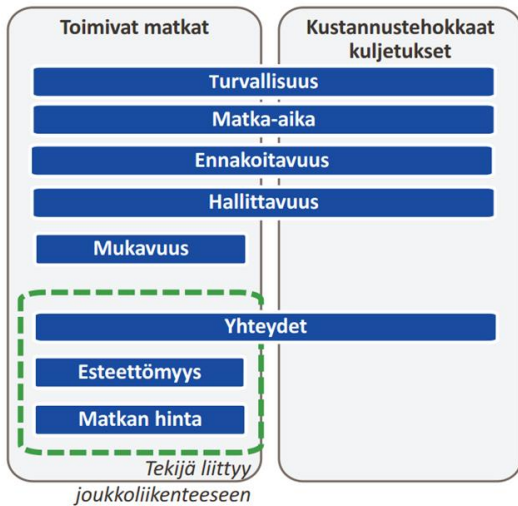 Toimivat matkat
Kustannustehokkaat
kuljetukset
Turvallisuus
Matka-aika
Ennakoitavuus
Hallittavuus
Mukavuus
Yhteydet
Esteettömyys
Matkan hinta
Tekijä liittyy
joukkoliikenteeseen